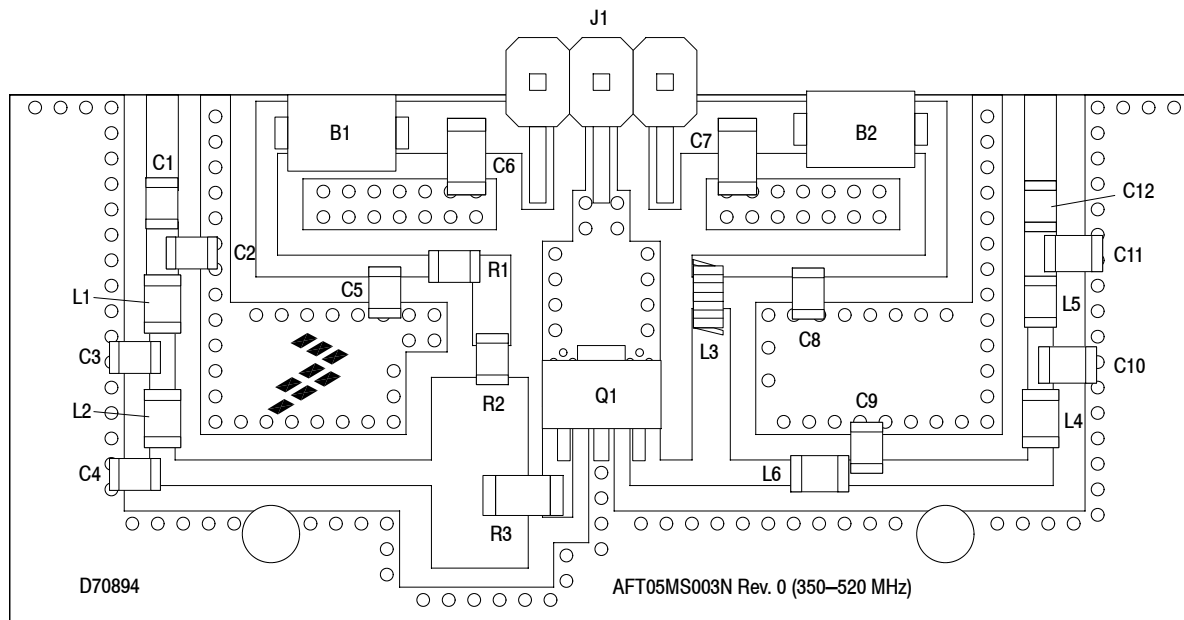 J1
B1
B2
C6
C7
C1
C12
C2
C11
R1
C5
L1
L5
C8
L3
C3
C10
R2
Q1
C9
L2
L4
C4
L6
R3
D70894
AFT05MS003N Rev. 0 (350–520 MHz)